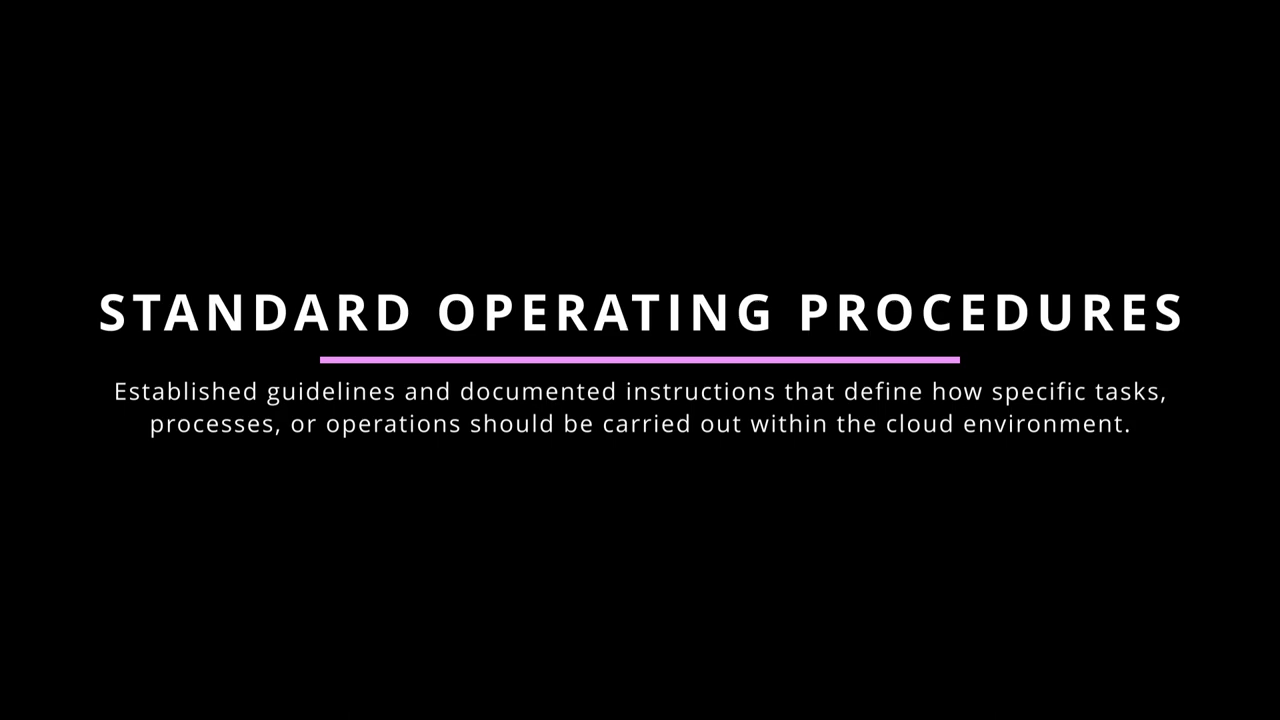 STANDARD OPERATING PROCEDURES
Established guidelines and documented instructions that define how specific tasks,
processes, or operations should be carried out within the cloud environment.